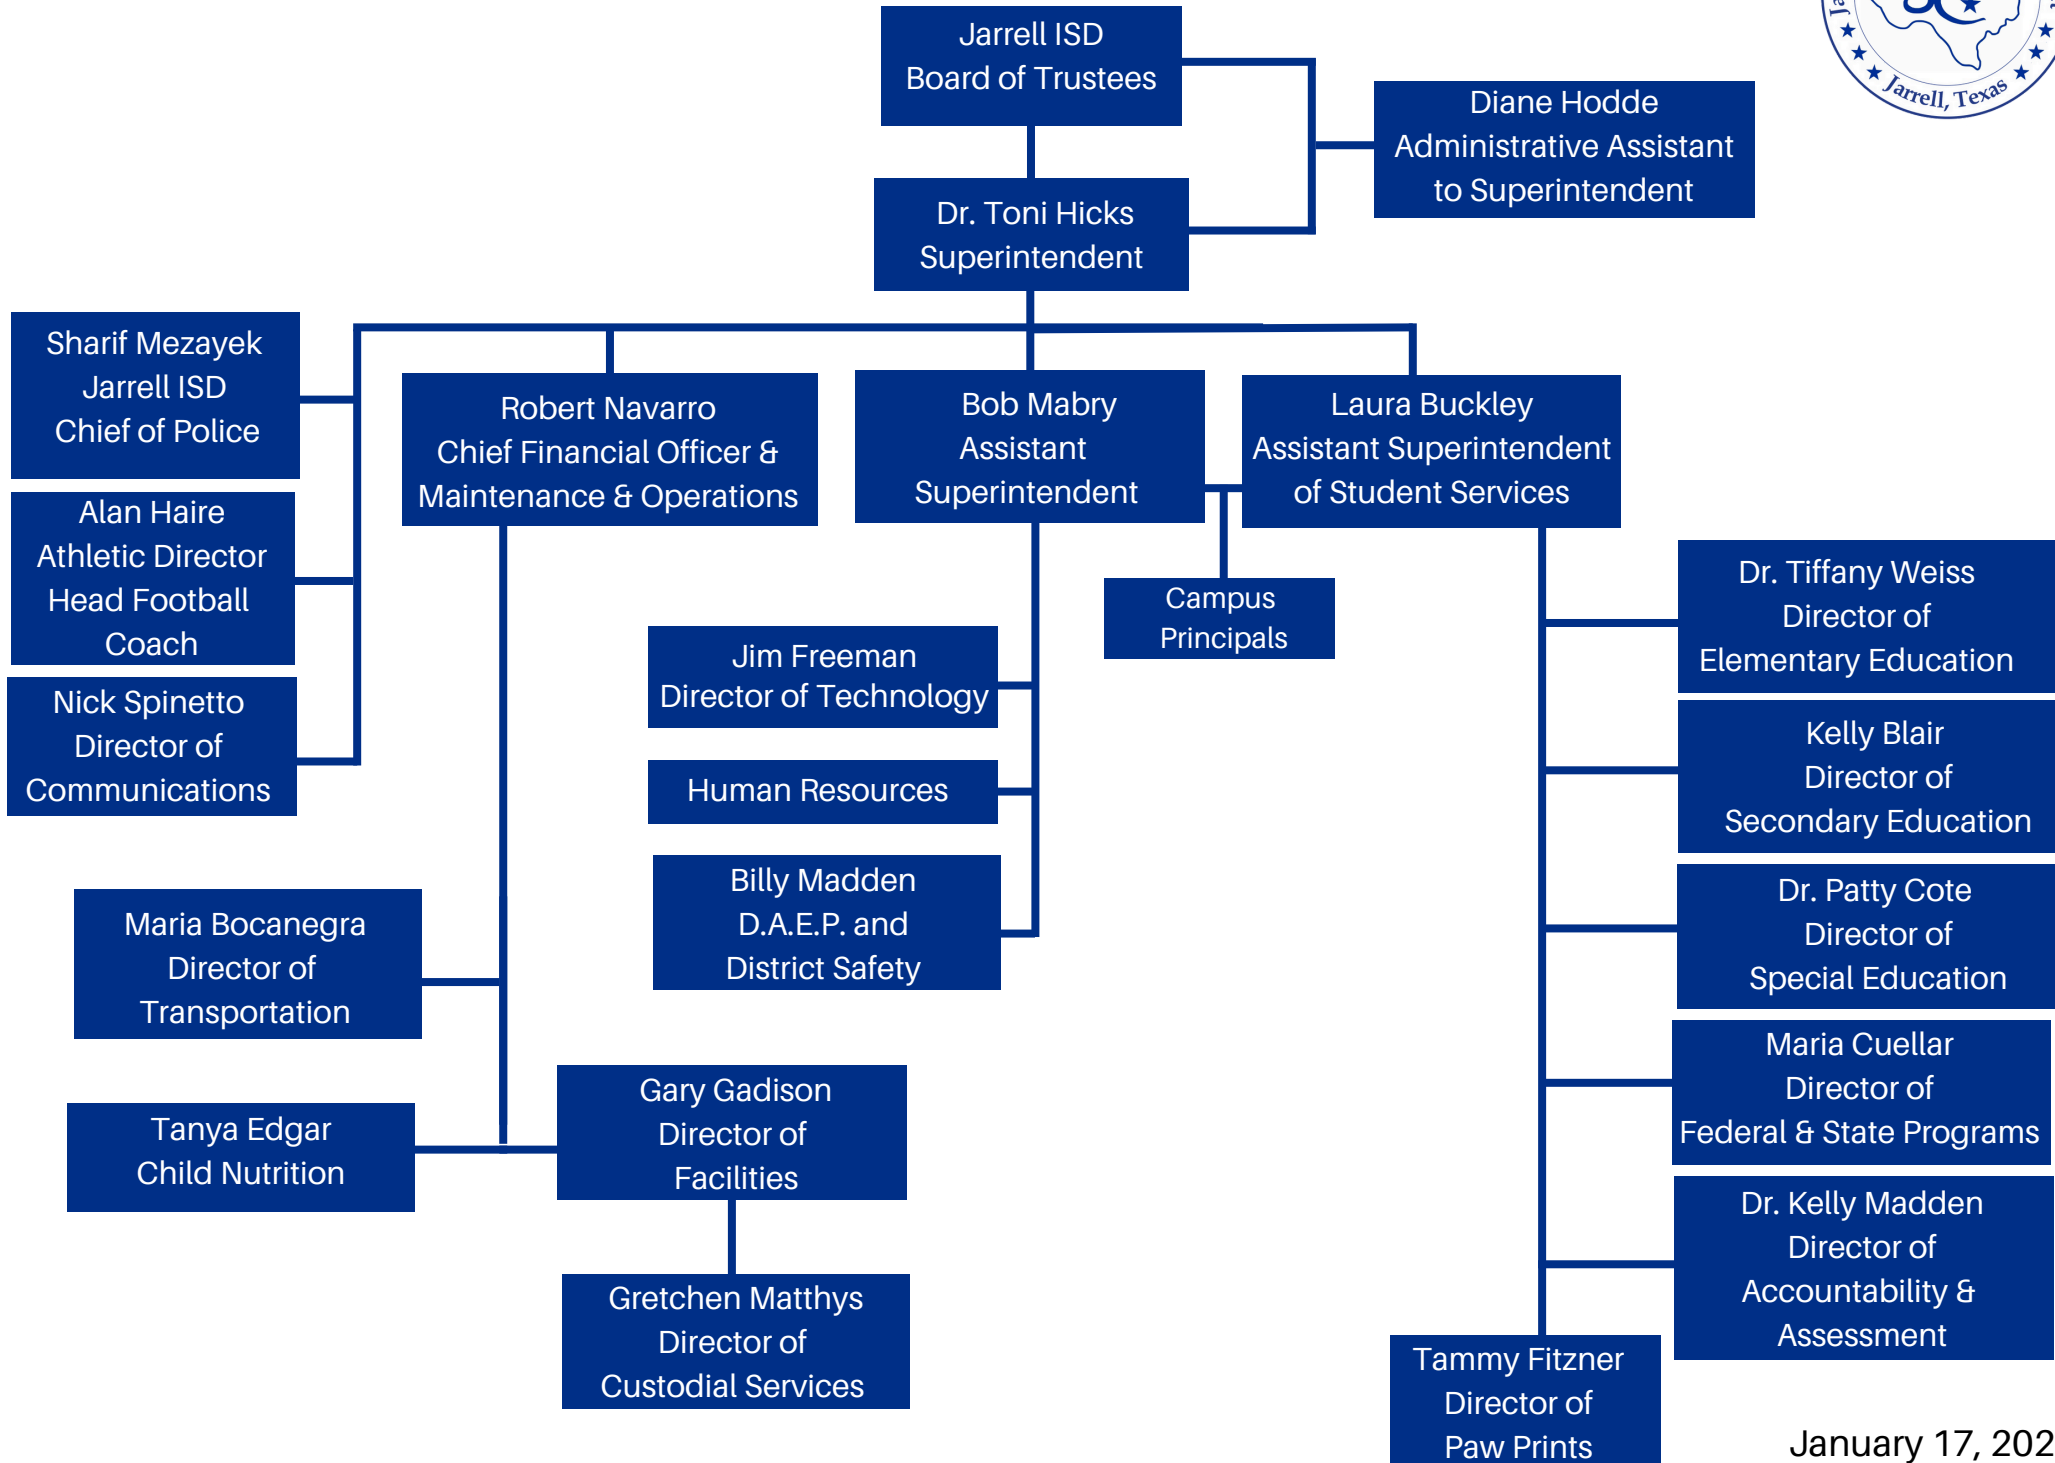 Jarrell ISD
Board of Trustees
Jarrell, Texas
Diane Hodde
Administrative Assistant
to Superintendent
Dr. Toni Hicks
Superintendent
Sharif Mezayek
Jarrell ISD
Chief of Police
Robert Navarro
Chief Financial Officer &
Maintenance & Operations
Bob Mabry
Assistant
Superintendent
Laura Buckley
Assistant Superintendent
of Student Services
Alan Haire
Athletic Director
Head Football
Coach
Nick Spinetto
Director of
Communications
Campus
Principals
Jim Freeman
Director of Technology
Human Resources
Billy Madden
D.A.E.P. and
District Safety
Dr. Tiffany Weiss
Director of
Elementary Education
Kelly Blair
Director of
Secondary Education
Dr. Patty Cote
Director of
Special Education
Maria Cuellar
Director of
Federal & State Programs
Dr. Kelly Madden
Director of
Accountability &
Assessment
Tammy Fitzner
Director of
Paw Prints
Maria Bocanegra
Director of
Transportation
Tanya Edgar
Child Nutrition
Gary Gadison
Director of
Facilities
Gretchen Matthys
Director of
Custodial Services
January 17, 202